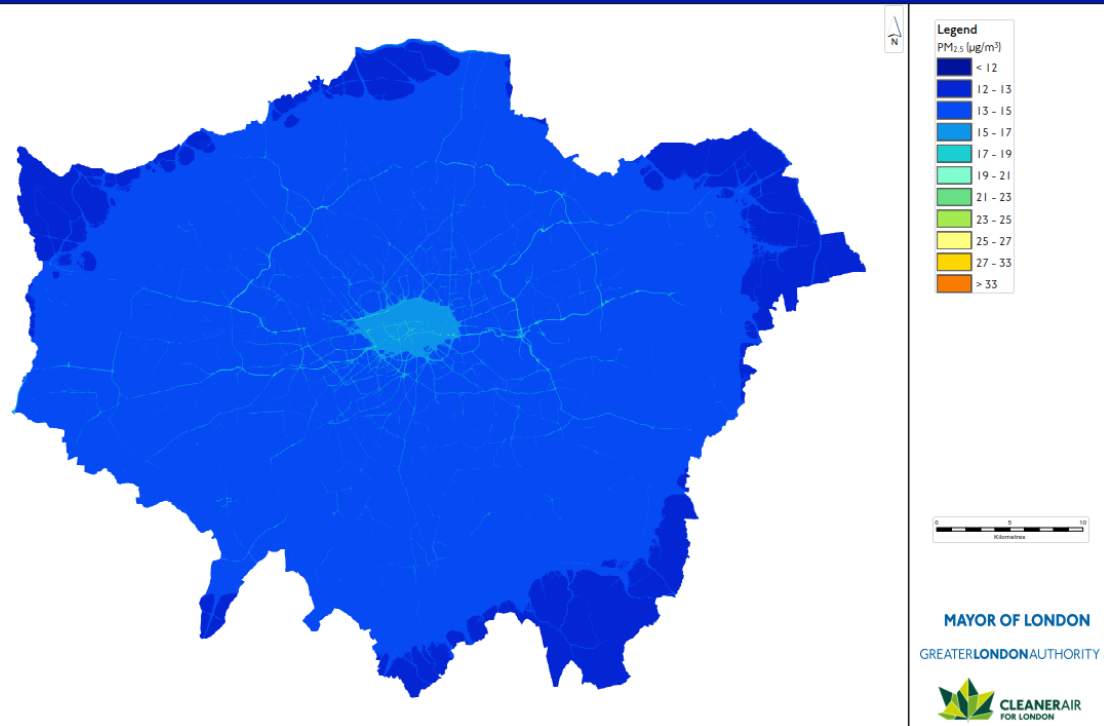 N
Legend
PM2.5 (µg/m³)
< 12
12 - 13
13 - 15
15 - 17
17 - 19
19 - 21
21 - 23
23 - 25
25 - 27
27 - 33
> 33
0 5 10
Kilometres
MAYOR OF LONDON
GREATERLONDONAUTHORITY
CLEANERAIR
FOR LONDON